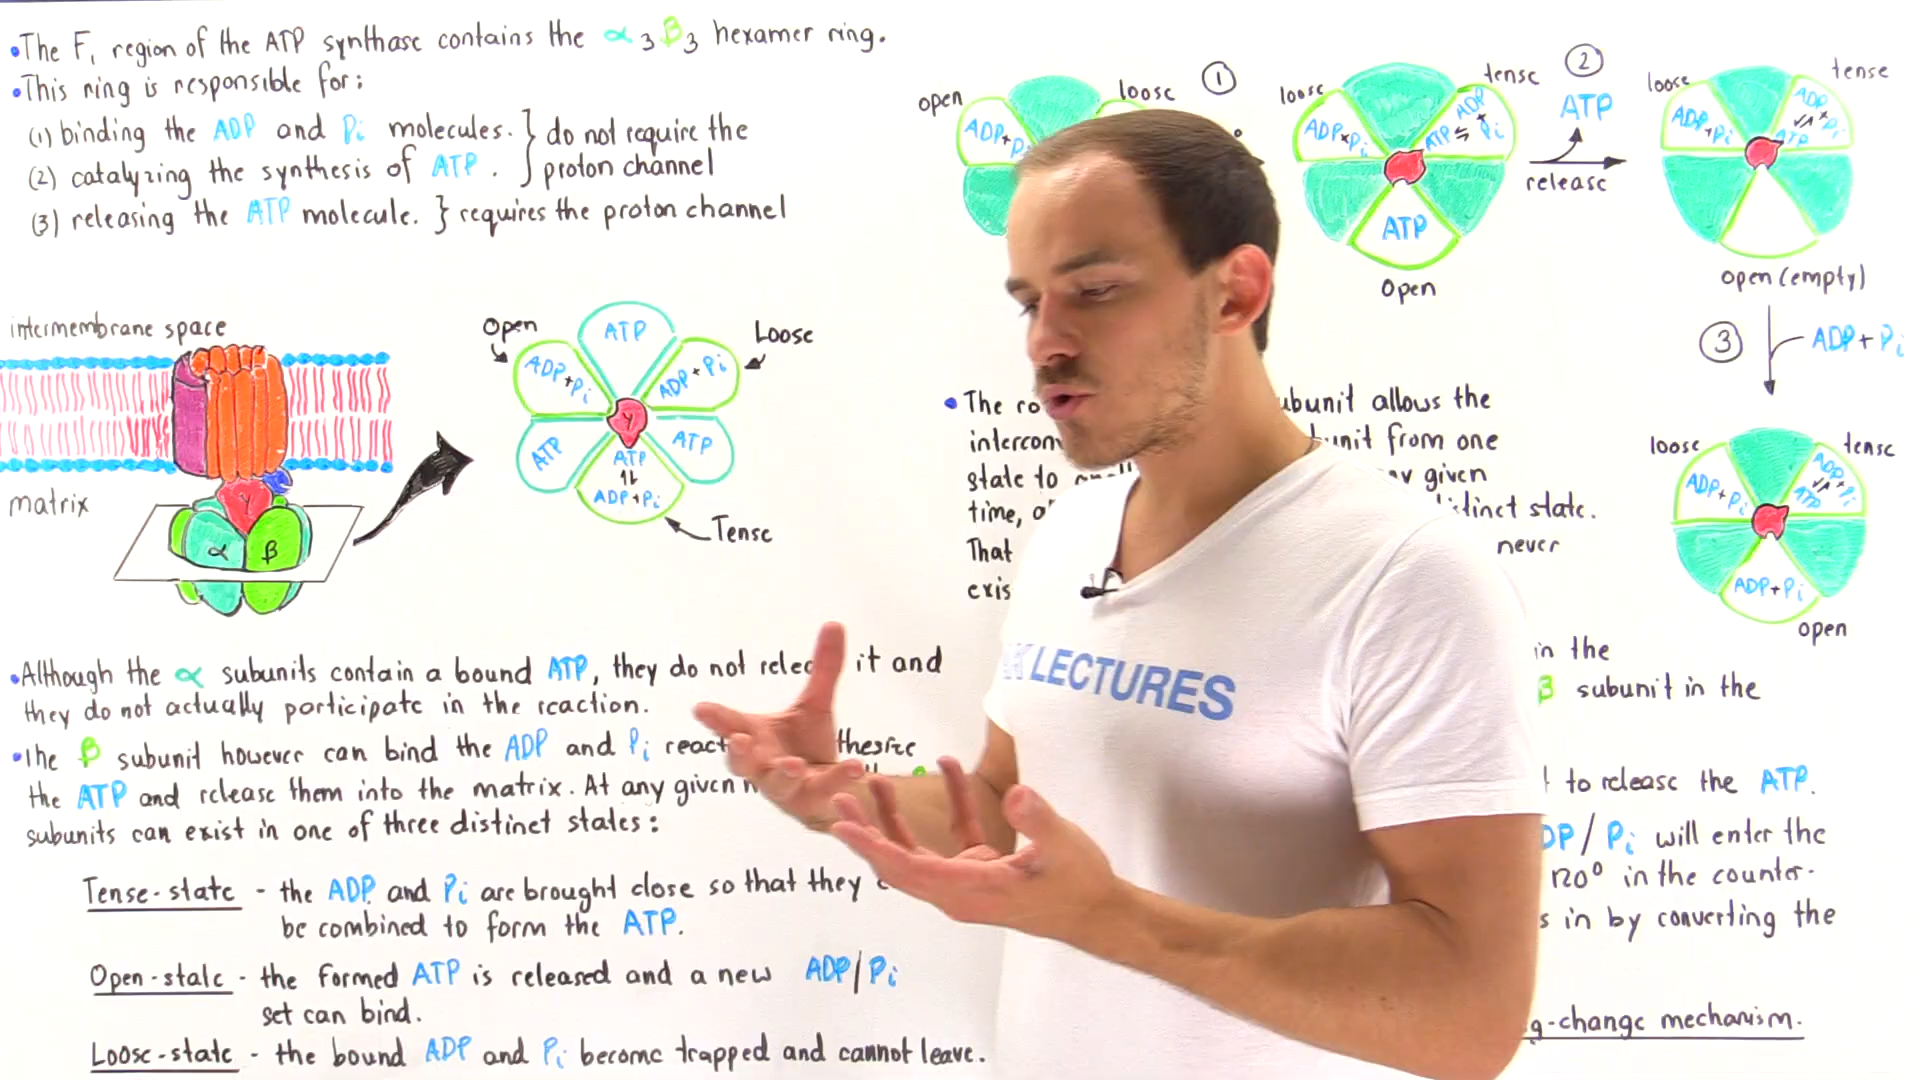 •The F1 region of the ATP synthase contains the α3β3 hexamer ring.
•This ring is responsible for:
(1) binding the ADP and Pi molecules. } do not require the
(2) catalyzing the synthesis of ATP. } proton channel
(3) releasing the ATP molecule. } requires the proton channel
intermembrane space
matrix
γ
α β
Open
Loose
Tense
ATP
ADP+Pi
ADP+Pi
γ
ATP
ATP
ATP
⇅
ADP+Pi
•Although the α subunits contain a bound ATP, they do not it and
they do not actually participate in the reaction.
•The β subunit however can bind the ADP and Pi
the ATP and release them into the matrix. At any given
subunits can exist in one of three distinct states:
Tense-state - the ADP and Pi are brought close so that they
be combined to form the ATP.
Open-state - the formed ATP is released and a new ADP/Pi
set can bind.
Loose-state - the bound ADP and Pi become trapped and cannot leave.
open
loose
ADP+Pi
1
loose
tense
ADP+Pi
ADP + Pi
ATP ⇋
ATP
Open
2
ATP
release
loose
tense
ADP+Pi
ADP + Pi
ATP
open (empty)
3
ADP+Pi
loose
tense
ADP+Pi
ADP+Pi
ATP
ADP+Pi
open
•The subunit allows the
from one
state to given
time, distinct state.
That never
in the
β subunit in the
to release the ATP.
/ Pi will enter the
120° in the counter-
in by converting the
-change mechanism.
LECTURES